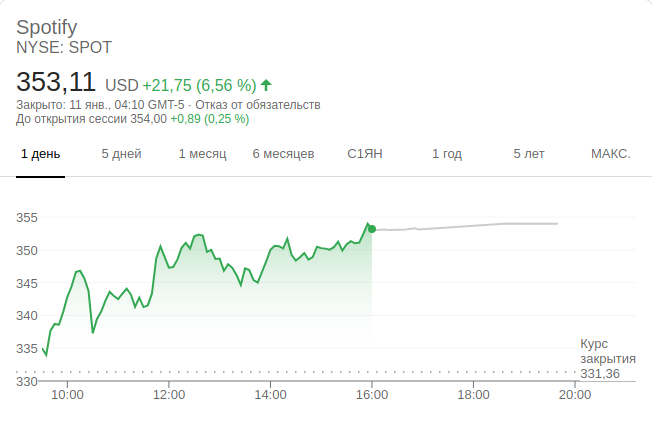 Spotify
NYSE: SPOT
353,11 USD +21,75 (6,56 %)
Закрыто: 11 янв., 04:10 GMT-5 · Отказ от обязательств
До открытия сессии 354,00 +0,89 (0,25 %)
1 день 5 дней 1 месяц 6 месяцев С1ЯН 1 год 5 лет МАКС.
355
350
345
340
335
330
Курс
закрытия
331,36
10:00 12:00 14:00 16:00 18:00 20:00